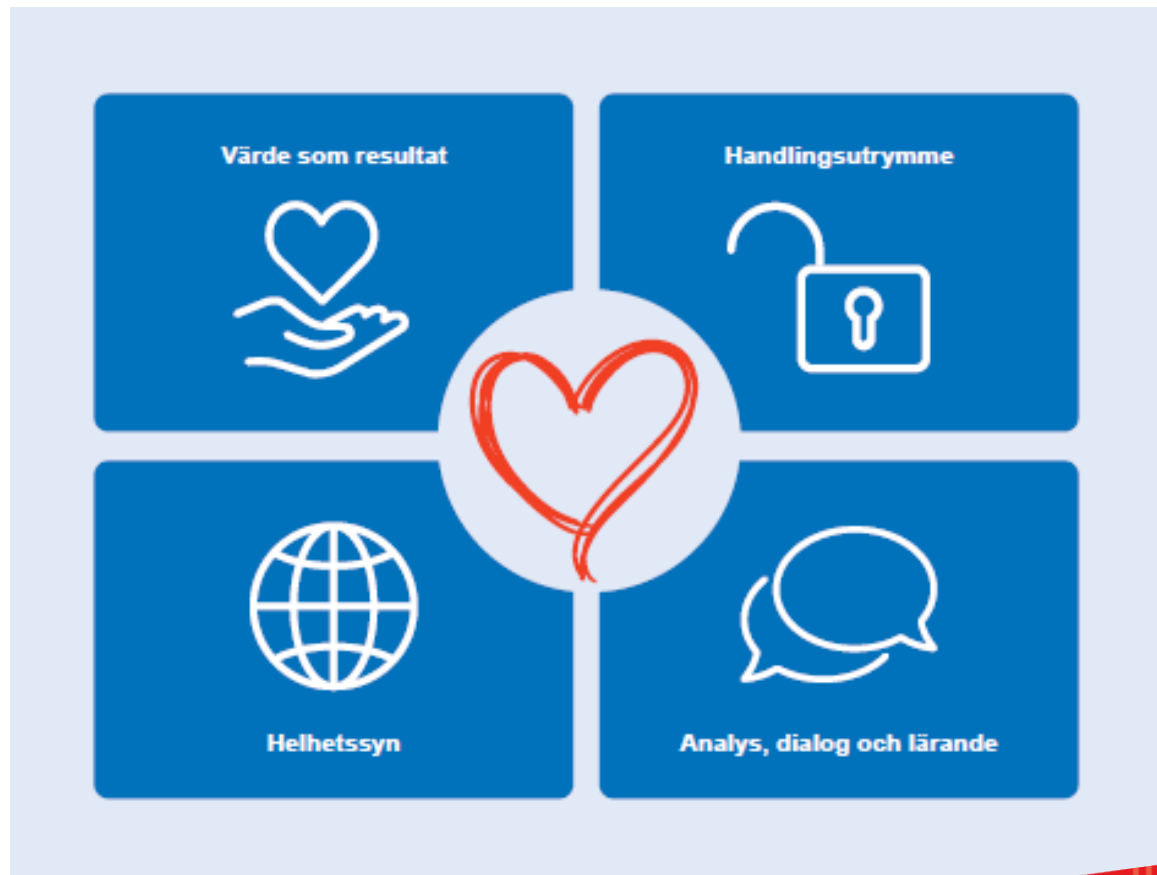 Värde som resultat
Handlingsutrymme
Helhetssyn
Analys, dialog och lärande